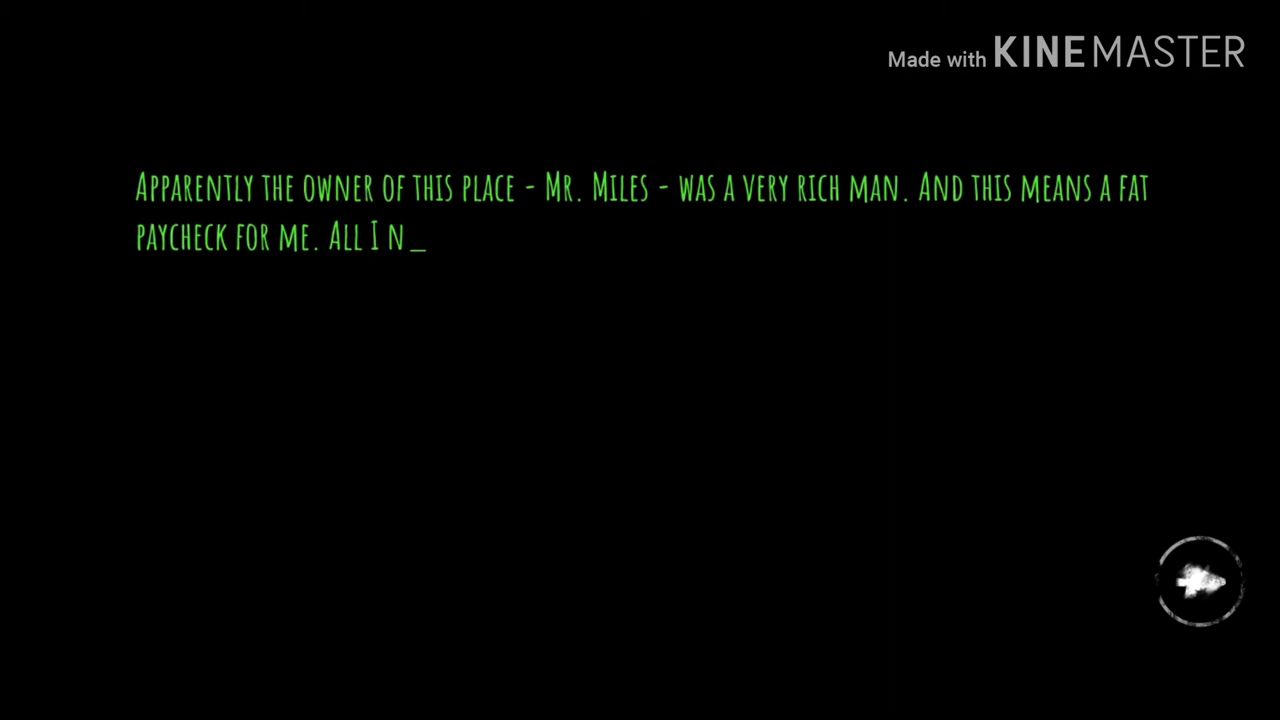 Made with KINEMASTER
Apparently the owner of this place - Mr. Miles - was a very rich man. And this means a fat
paycheck for me. All I n_